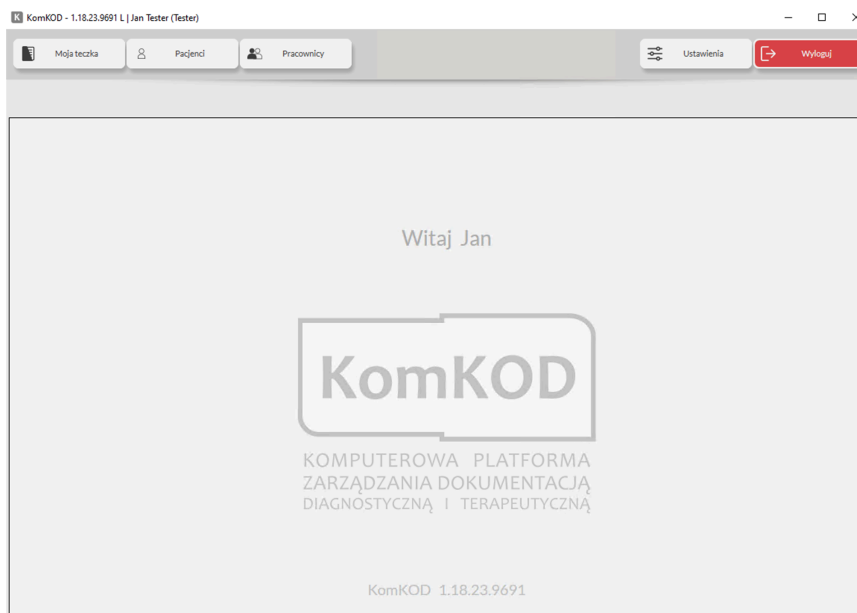 KomKOD - 1.18.23.9691 L | Jan Tester (Tester)
Moja teczka
Pacjenci
Pracownicy
Ustawienia
Wyloguj
Witaj Jan
KomKOD
KOMPUTEROWA PLATFORMA
ZARZĄDZANIA DOKUMENTACJĄ
DIAGNOSTYCZNĄ I TERAPEUTYCZNĄ
KomKOD 1.18.23.9691